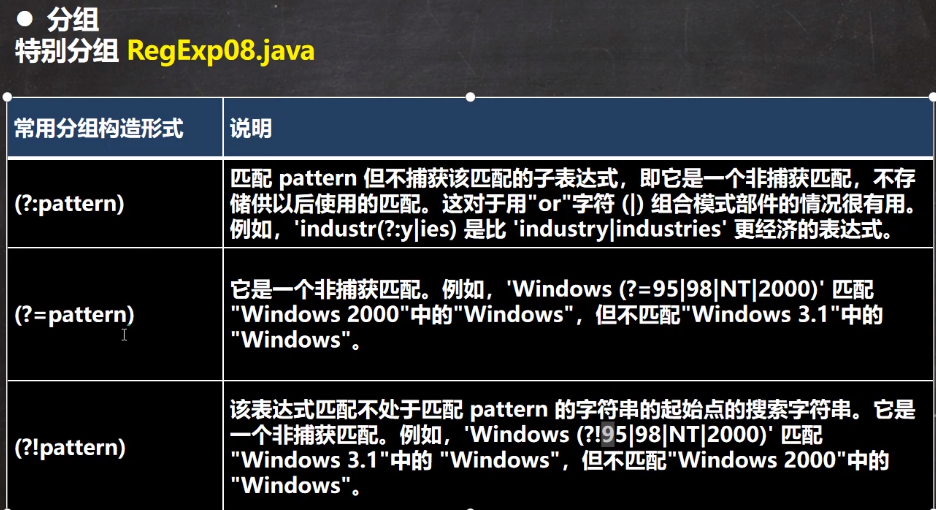 ● 分组
特别分组 RegExp08.java
常用分组构造形式
说明
(?:pattern)
匹配 pattern 但不捕获该匹配的子表达式，即它是一个非捕获匹配，不存
储供以后使用的匹配。这对于用"or"字符 (|) 组合模式部件的情况很有用。
例如，'industr(?:y|ies) 是比 'industry|industries' 更经济的表达式。
(?=pattern)
它是一个非捕获匹配。例如，'Windows (?=95|98|NT|2000)' 匹配
"Windows 2000"中的"Windows"，但不匹配"Windows 3.1"中的
"Windows"。
(?!pattern)
该表达式匹配不处于匹配 pattern 的字符串的起始点的搜索字符串。它是
一个非捕获匹配。例如，'Windows (?!95|98|NT|2000)' 匹配
"Windows 3.1"中的 "Windows"，但不匹配"Windows 2000"中的
"Windows"。